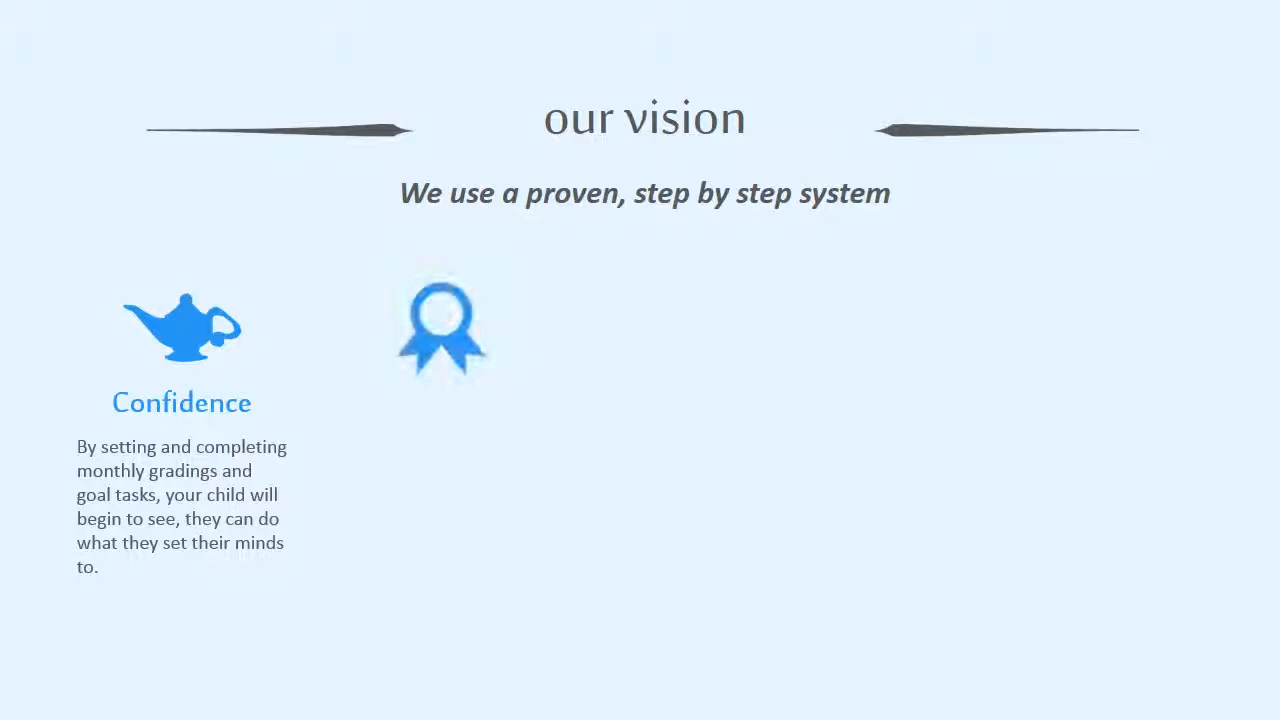 our vision
We use a proven, step by step system
Confidence
By setting and completing
monthly gradings and
goal tasks, your child will
begin to see, they can do
what they set their minds
to.